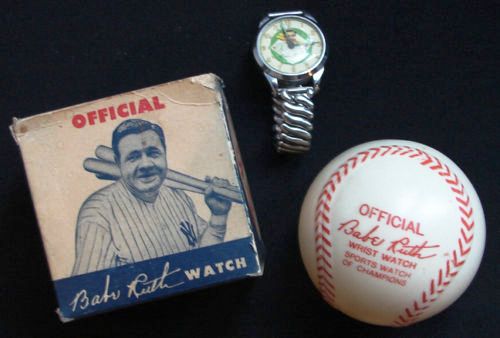 OFFICIAL
Babe Ruth WATCH
OFFICIAL
Babe Ruth
WRIST WATCH
SPORTS WATCH
OF CHAMPIONS